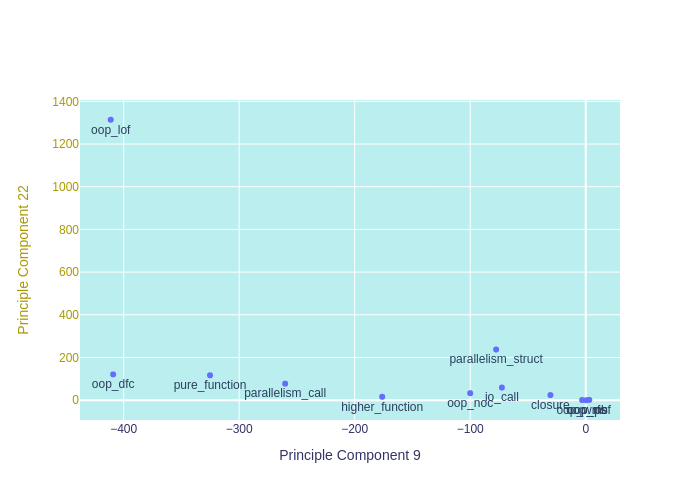 1400
1200
1000
800
600
400
200
0
Principle Component 22
oop_lof
parallelism_struct
oop_dfc
pure_function
parallelism_call
higher_function
oop_noc
io_call
closure
−400
−300
−200
−100
0
Principle Component 9